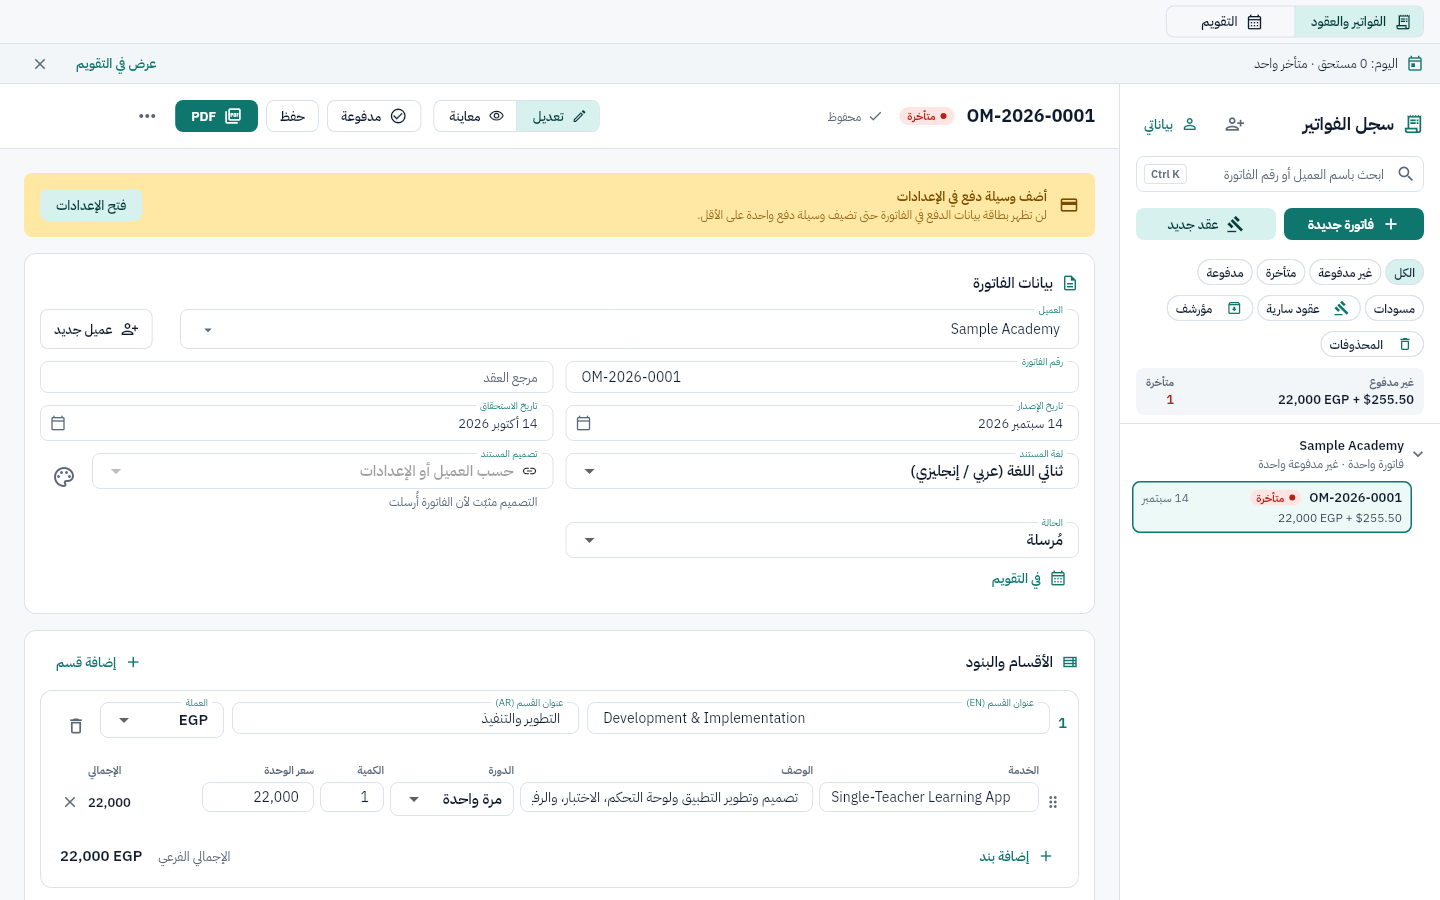 الفواتير والعقود
التقويم
اليوم: 0 مستحق · متأخر واحد
عرض في التقويم
سجل الفواتير
بياناتي
ابحث باسم العميل أو رقم الفاتورة
Ctrl K
فاتورة جديدة
عقد جديد
الكل
غير مدفوعة
متأخرة
مدفوعة
مسودات
عقود سارية
مؤرشف
المحذوفات
غير مدفوع
متأخرة
22,000 EGP + $255.50
1
Sample Academy
فاتورة واحدة · غير مدفوعة واحدة
OM-2026-0001
متأخرة
14 سبتمبر
22,000 EGP + $255.50
OM-2026-0001
متأخرة
محفوظ
تعديل
معاينة
مدفوعة
حفظ
PDF
أضف وسيلة دفع في الإعدادات
لن تظهر بطاقة بيانات الدفع في الفاتورة حتى تضيف وسيلة دفع واحدة على الأقل.
فتح الإعدادات
بيانات الفاتورة
العميل
Sample Academy
عميل جديد
رقم الفاتورة
OM-2026-0001
مرجع العقد
تاريخ الإصدار
14 سبتمبر 2026
تاريخ الاستحقاق
14 أكتوبر 2026
لغة المستند
ثنائي اللغة (عربي / إنجليزي)
تصميم المستند
حسب العميل أو الإعدادات
التصميم مثبّت لأن الفاتورة أُرسلت
الحالة
مُرسلة
في التقويم
الأقسام والبنود
إضافة قسم
1
عنوان القسم (EN)
Development & Implementation
عنوان القسم (AR)
التطوير والتنفيذ
العملة
EGP
الخدمة
الوصف
الدورة
الكمية
سعر الوحدة
الإجمالي
Single-Teacher Learning App
تصميم وتطوير التطبيق ولوحة التحكم، الاختبار، والرفع
مرة واحدة
1
22,000
22,000
إضافة بند
الإجمالي الفرعي
22,000 EGP